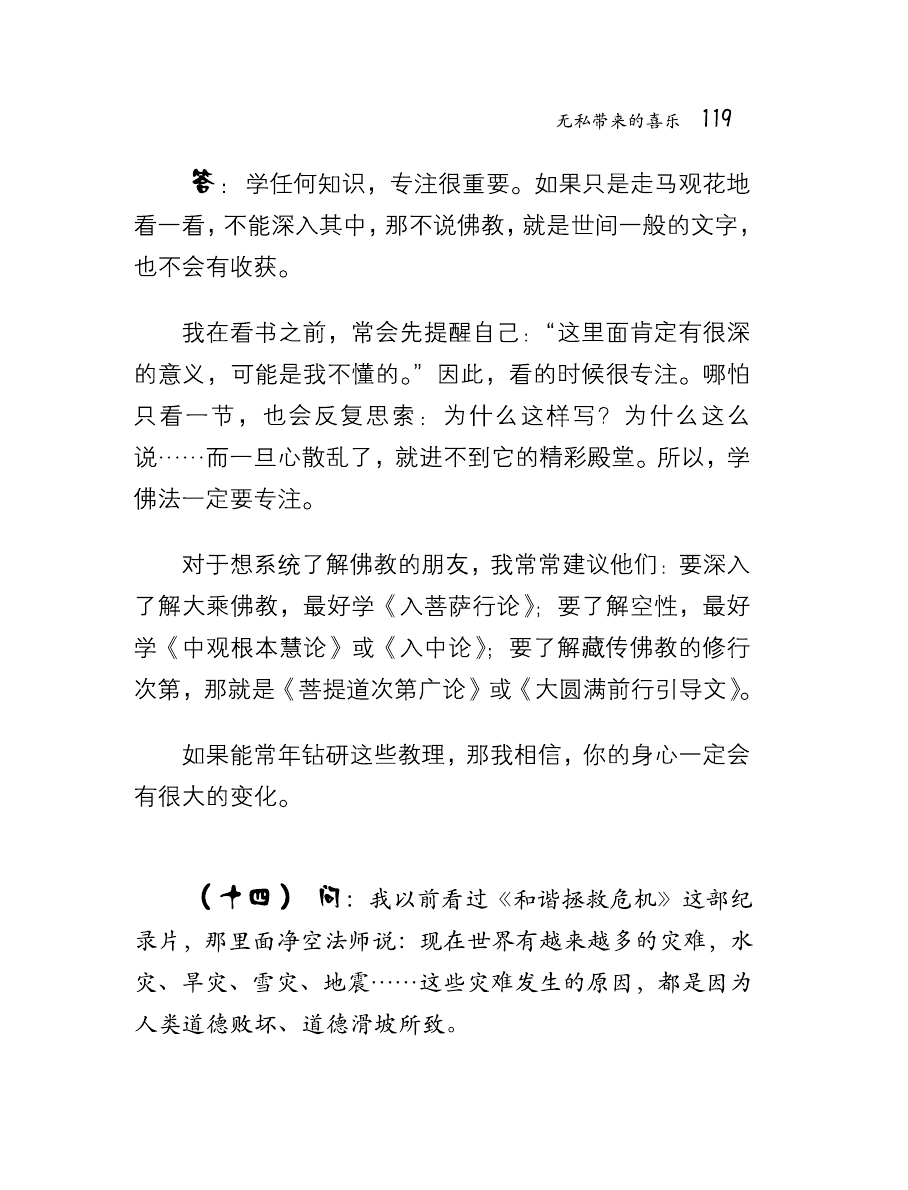 无私带来的喜乐 119
答：学任何知识，专注很重要。如果只是走马观花地
看一看，不能深入其中，那不说佛教，就是世间一般的文字，
也不会有收获。
我在看书之前，常会先提醒自己：“这里面肯定有很深
的意义，可能是我不懂的。”因此，看的时候很专注。哪怕
只看一节，也会反复思索：为什么这样写？为什么这么
说……而一旦心散乱了，就进不到它的精彩殿堂。所以，学
佛法一定要专注。
对于想系统了解佛教的朋友，我常常建议他们：要深入
了解大乘佛教，最好学《入菩萨行论》；要了解空性，最好
学《中观根本慧论》或《入中论》；要了解藏传佛教的修行
次第，那就是《菩提道次第广论》或《大圆满前行引导文》。
如果能常年钻研这些教理，那我相信，你的身心一定会
有很大的变化。
（十四） 问：我以前看过《和谐拯救危机》这部纪
录片，那里面净空法师说：现在世界有越来越多的灾难，水
灾、旱灾、雪灾、地震……这些灾难发生的原因，都是因为
人类道德败坏、道德滑坡所致。